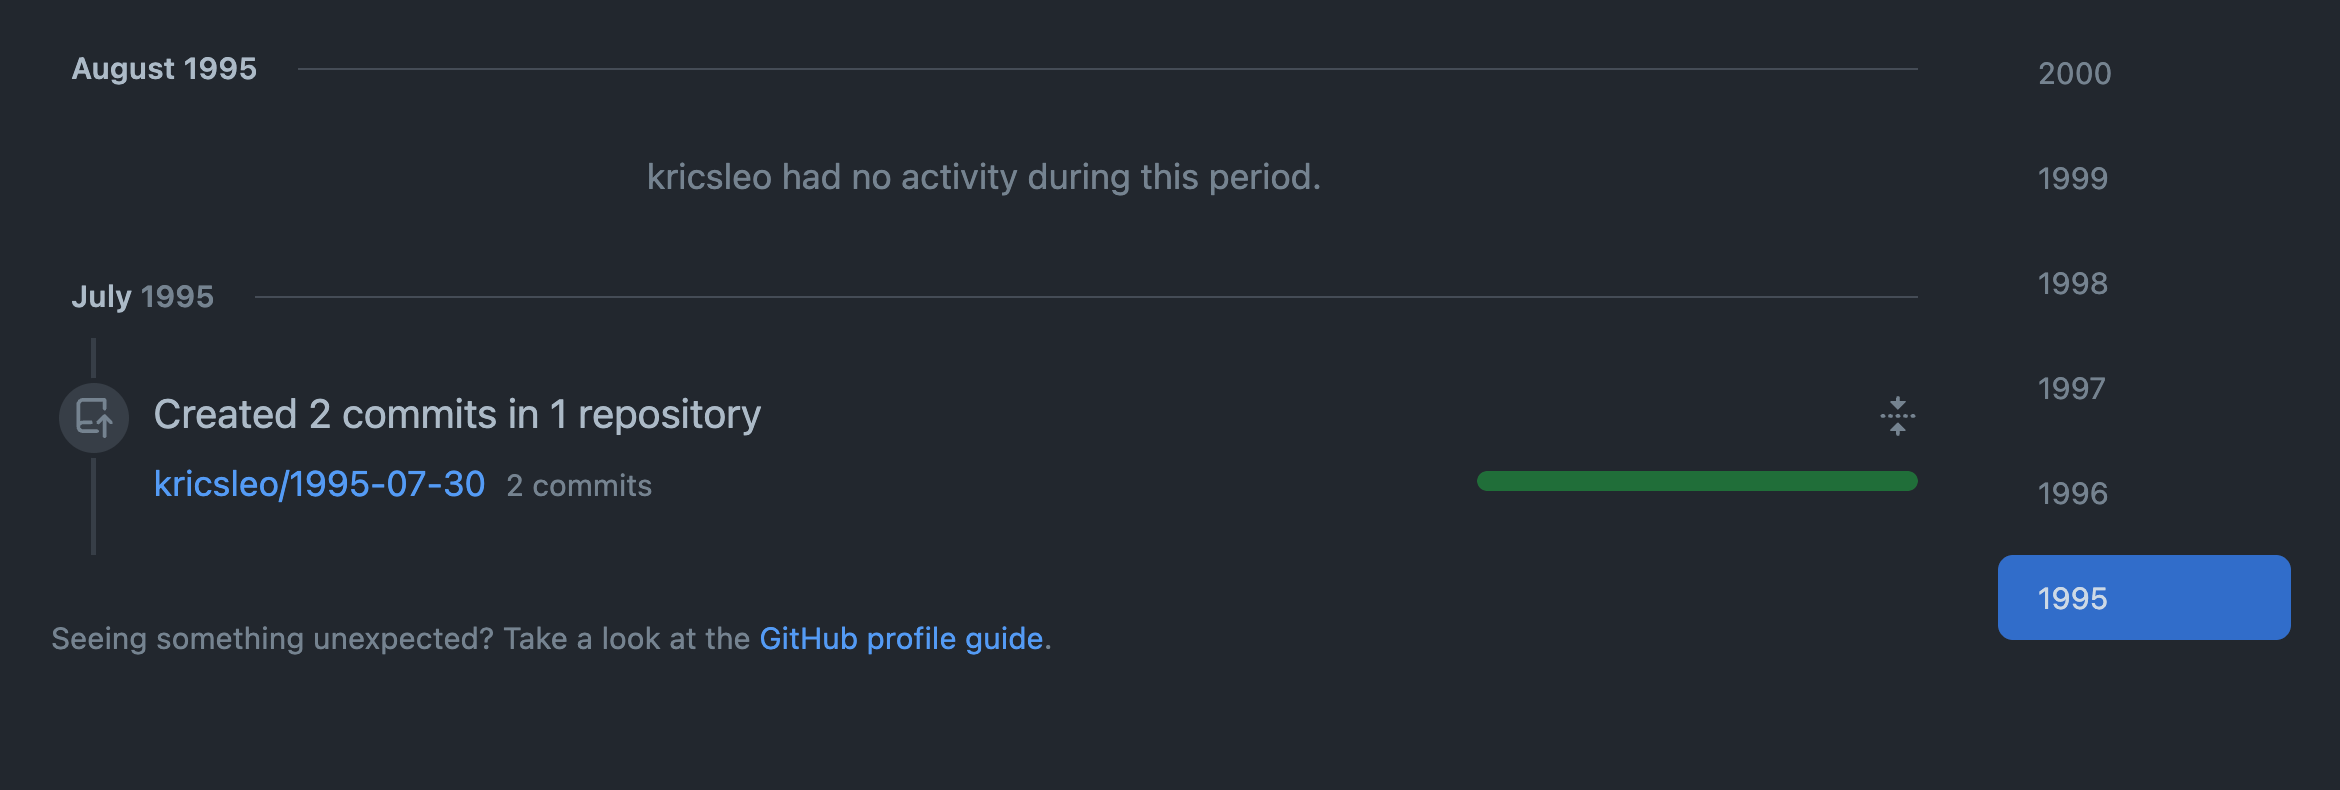 August 1995
kricsleo had no activity during this period.
July 1995
Created 2 commits in 1 repository
kricsleo/1995-07-30 2 commits
Seeing something unexpected? Take a look at the GitHub profile guide.
2000
1999
1998
1997
1996
1995